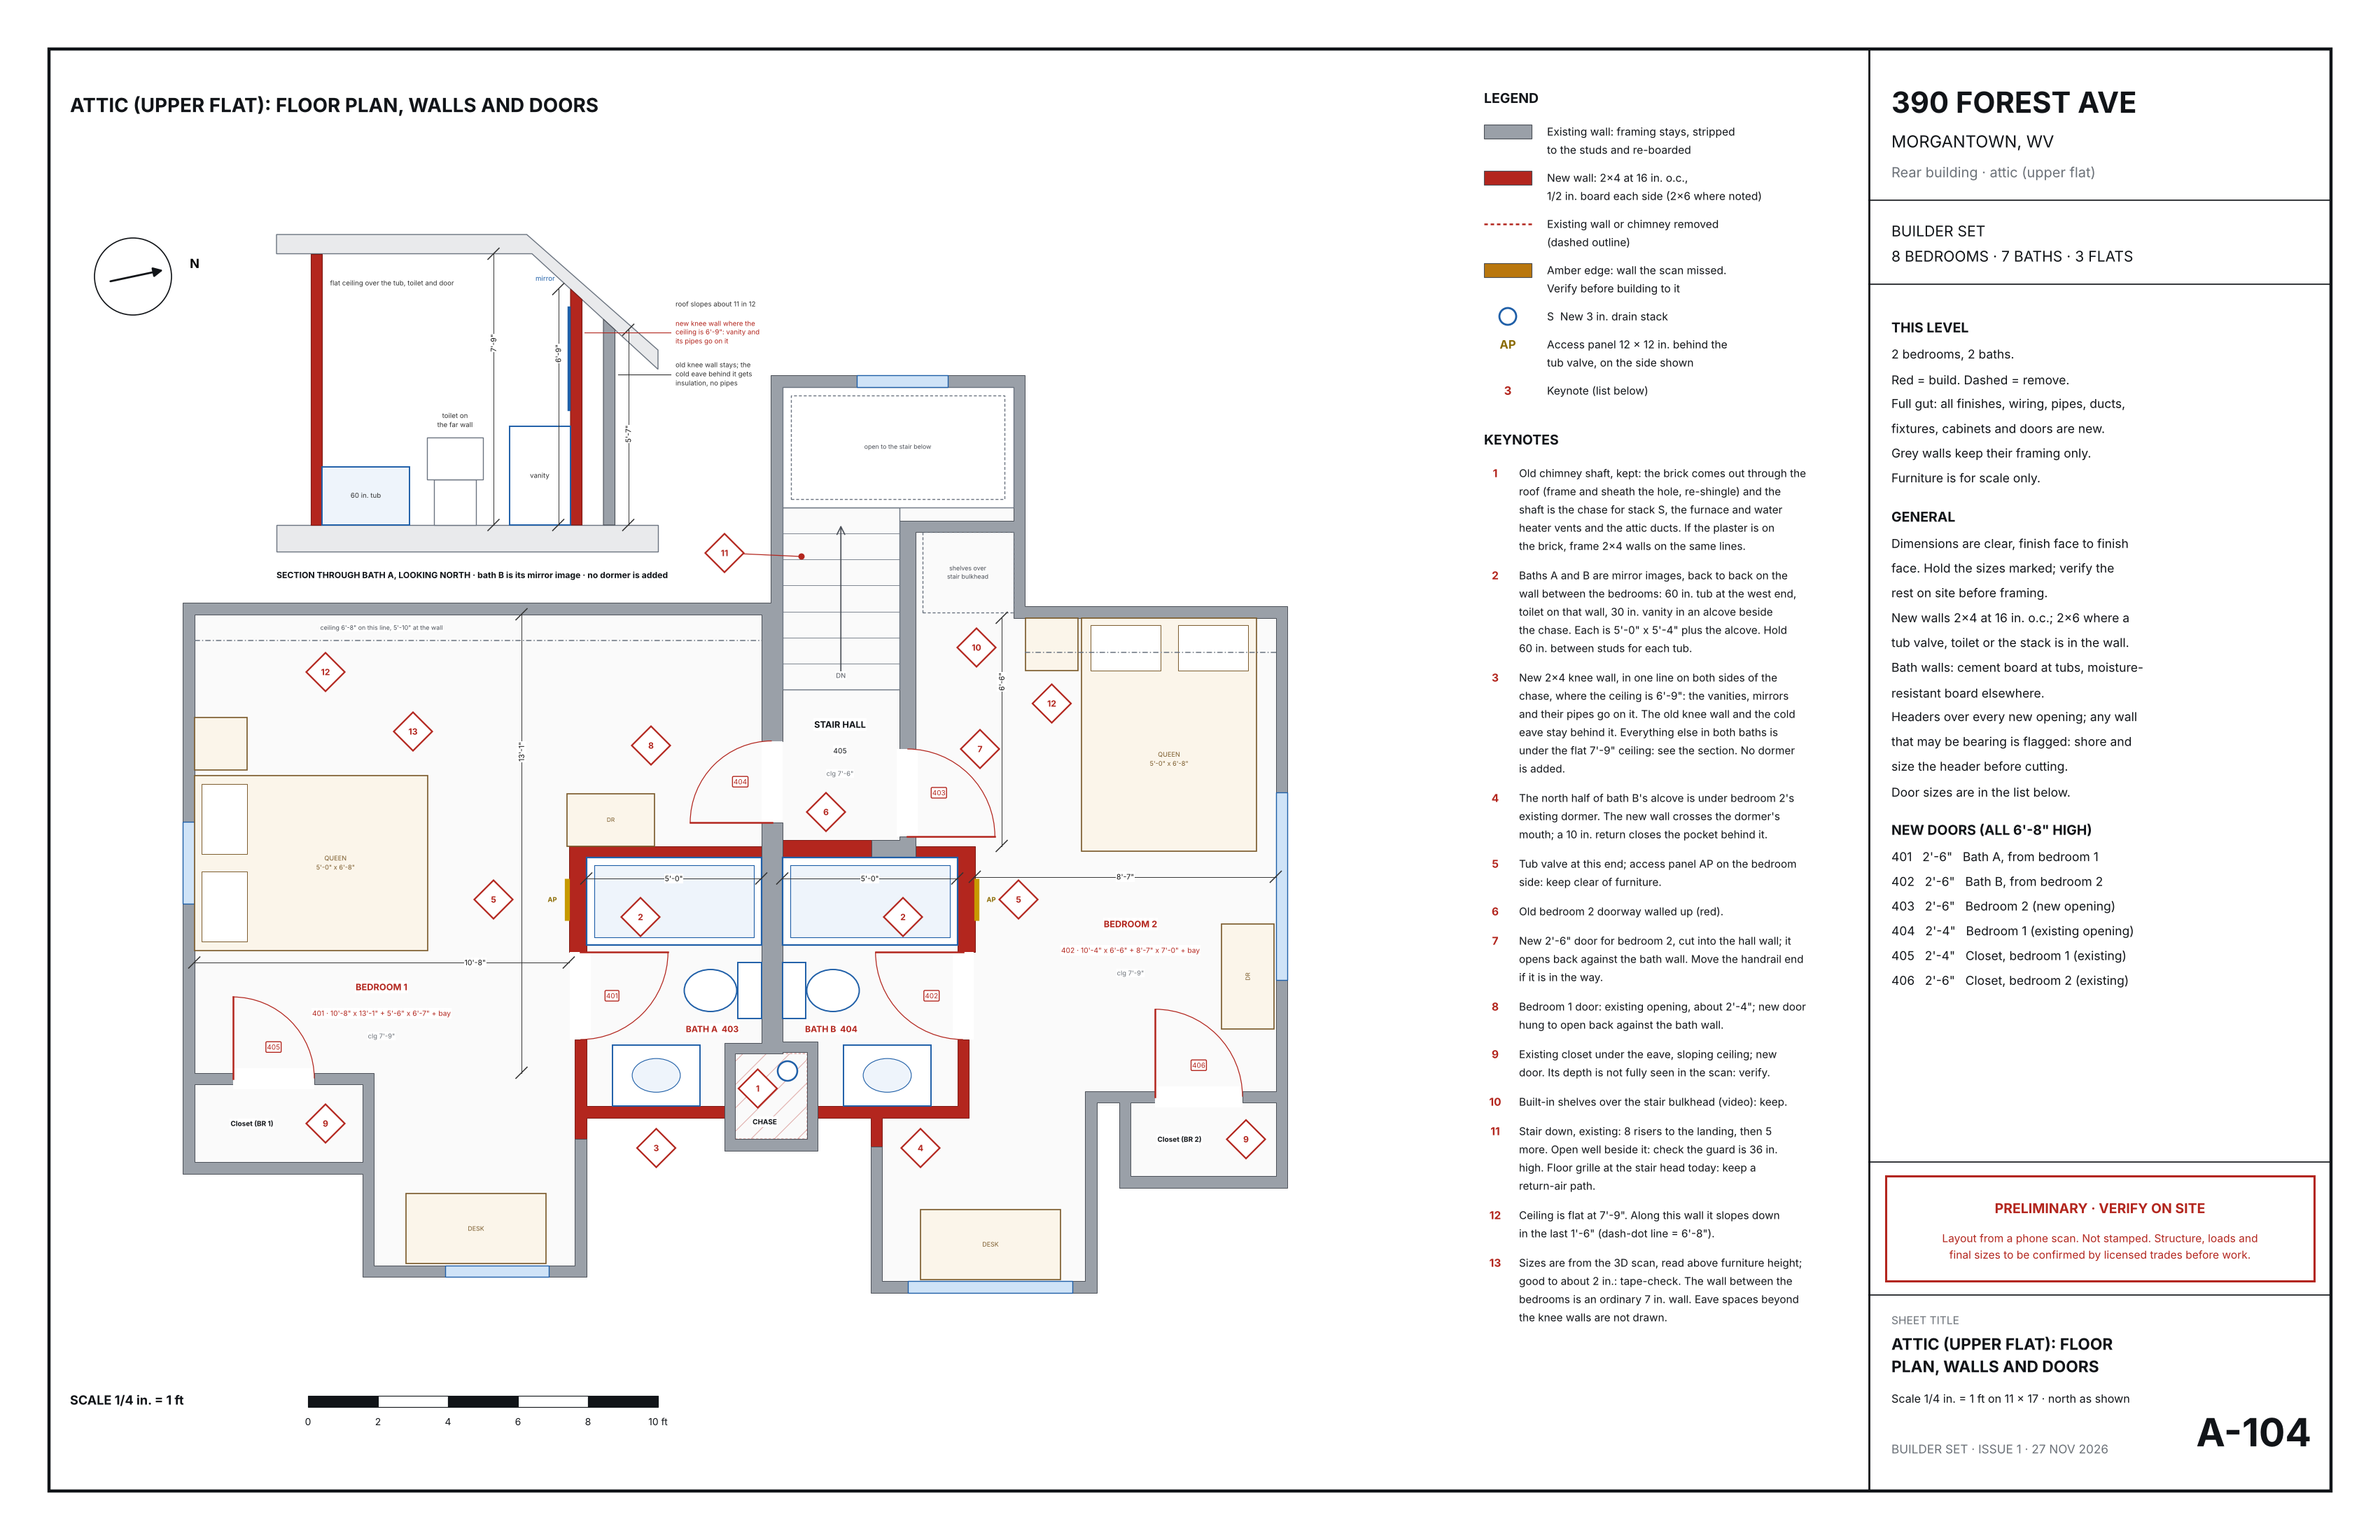 ATTIC (UPPER FLAT): FLOOR PLAN, WALLS AND DOORS
N
flat ceiling over the tub, toilet and door
mirror
7'-9"
6'-9"
5'-7"
roof slopes about 11 in 12
new knee wall where the
ceiling is 6'-9": vanity and
its pipes go on it
old knee wall stays; the
cold eave behind it gets
insulation, no pipes
toilet on
the far wall
vanity
60 in. tub
SECTION THROUGH BATH A, LOOKING NORTH · bath B is its mirror image · no dormer is added
11
open to the stair below
shelves over
stair bulkhead
ceiling 6'-8" on this line, 5'-10" at the wall
12
13
8
13'-1"
DN
STAIR HALL
405
clg 7'-6"
6
404
403
10
7
12
6'-6"
QUEEN
5'-0" x 6'-8"
DR
QUEEN
5'-0" x 6'-8"
5'-0"
5'-0"
8'-7"
5
AP
2
2
AP
5
BEDROOM 2
402 · 10'-4" x 6'-6" + 8'-7" x 7'-0" + bay
clg 7'-9"
DR
10'-8"
BEDROOM 1
401 · 10'-8" x 13'-1" + 5'-6" x 6'-7" + bay
clg 7'-9"
401
402
BATH A 403
BATH B 404
405
406
1
CHASE
Closet (BR 1)
9
3
4
Closet (BR 2)
9
DESK
DESK
SCALE 1/4 in. = 1 ft
0 2 4 6 8 10 ft
LEGEND
Existing wall: framing stays, stripped
to the studs and re-boarded
New wall: 2×4 at 16 in. o.c.,
1/2 in. board each side (2×6 where noted)
Existing wall or chimney removed
(dashed outline)
Amber edge: wall the scan missed.
Verify before building to it
S New 3 in. drain stack
AP Access panel 12 × 12 in. behind the
tub valve, on the side shown
3 Keynote (list below)
KEYNOTES
1 Old chimney shaft, kept: the brick comes out through the
roof (frame and sheath the hole, re-shingle) and the
shaft is the chase for stack S, the furnace and water
heater vents and the attic ducts. If the plaster is on
the brick, frame 2×4 walls on the same lines.
2 Baths A and B are mirror images, back to back on the
wall between the bedrooms: 60 in. tub at the west end,
toilet on that wall, 30 in. vanity in an alcove beside
the chase. Each is 5'-0" x 5'-4" plus the alcove. Hold
60 in. between studs for each tub.
3 New 2×4 knee wall, in one line on both sides of the
chase, where the ceiling is 6'-9": the vanities, mirrors
and their pipes go on it. The old knee wall and the cold
eave stay behind it. Everything else in both baths is
under the flat 7'-9" ceiling: see the section. No dormer
is added.
4 The north half of bath B's alcove is under bedroom 2's
existing dormer. The new wall crosses the dormer's
mouth; a 10 in. return closes the pocket behind it.
5 Tub valve at this end; access panel AP on the bedroom
side: keep clear of furniture.
6 Old bedroom 2 doorway walled up (red).
7 New 2'-6" door for bedroom 2, cut into the hall wall; it
opens back against the bath wall. Move the handrail end
if it is in the way.
8 Bedroom 1 door: existing opening, about 2'-4"; new door
hung to open back against the bath wall.
9 Existing closet under the eave, sloping ceiling; new
door. Its depth is not fully seen in the scan: verify.
10 Built-in shelves over the stair bulkhead (video): keep.
11 Stair down, existing: 8 risers to the landing, then 5
more. Open well beside it: check the guard is 36 in.
high. Floor grille at the stair head today: keep a
return-air path.
12 Ceiling is flat at 7'-9". Along this wall it slopes down
in the last 1'-6" (dash-dot line = 6'-8").
13 Sizes are from the 3D scan, read above furniture height;
good to about 2 in.: tape-check. The wall between the
bedrooms is an ordinary 7 in. wall. Eave spaces beyond
the knee walls are not drawn.
390 FOREST AVE
MORGANTOWN, WV
Rear building · attic (upper flat)
BUILDER SET
8 BEDROOMS · 7 BATHS · 3 FLATS
THIS LEVEL
2 bedrooms, 2 baths.
Red = build. Dashed = remove.
Full gut: all finishes, wiring, pipes, ducts,
fixtures, cabinets and doors are new.
Grey walls keep their framing only.
Furniture is for scale only.
GENERAL
Dimensions are clear, finish face to finish
face. Hold the sizes marked; verify the
rest on site before framing.
New walls 2×4 at 16 in. o.c.; 2×6 where a
tub valve, toilet or the stack is in the wall.
Bath walls: cement board at tubs, moisture-
resistant board elsewhere.
Headers over every new opening; any wall
that may be bearing is flagged: shore and
size the header before cutting.
Door sizes are in the list below.
NEW DOORS (ALL 6'-8" HIGH)
401 2'-6" Bath A, from bedroom 1
402 2'-6" Bath B, from bedroom 2
403 2'-6" Bedroom 2 (new opening)
404 2'-4" Bedroom 1 (existing opening)
405 2'-4" Closet, bedroom 1 (existing)
406 2'-6" Closet, bedroom 2 (existing)
PRELIMINARY · VERIFY ON SITE
Layout from a phone scan. Not stamped. Structure, loads and
final sizes to be confirmed by licensed trades before work.
SHEET TITLE
ATTIC (UPPER FLAT): FLOOR
PLAN, WALLS AND DOORS
Scale 1/4 in. = 1 ft on 11 × 17 · north as shown
BUILDER SET · ISSUE 1 · 27 NOV 2026
A-104